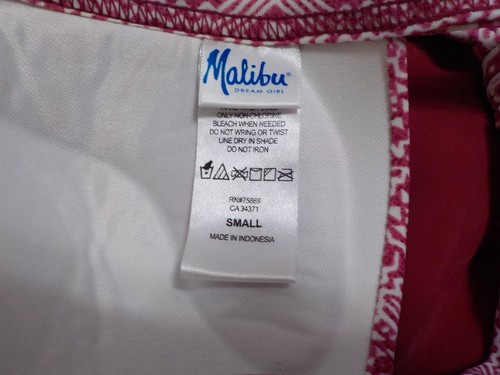 Malibu
DREAM GIRL
ONLY NON-CHLORINE
BLEACH WHEN NEEDED
DO NOT WRING OR TWIST
LINE DRY IN SHADE
DO NOT IRON
RN#75669
CA 34371
SMALL
MADE IN INDONESIA